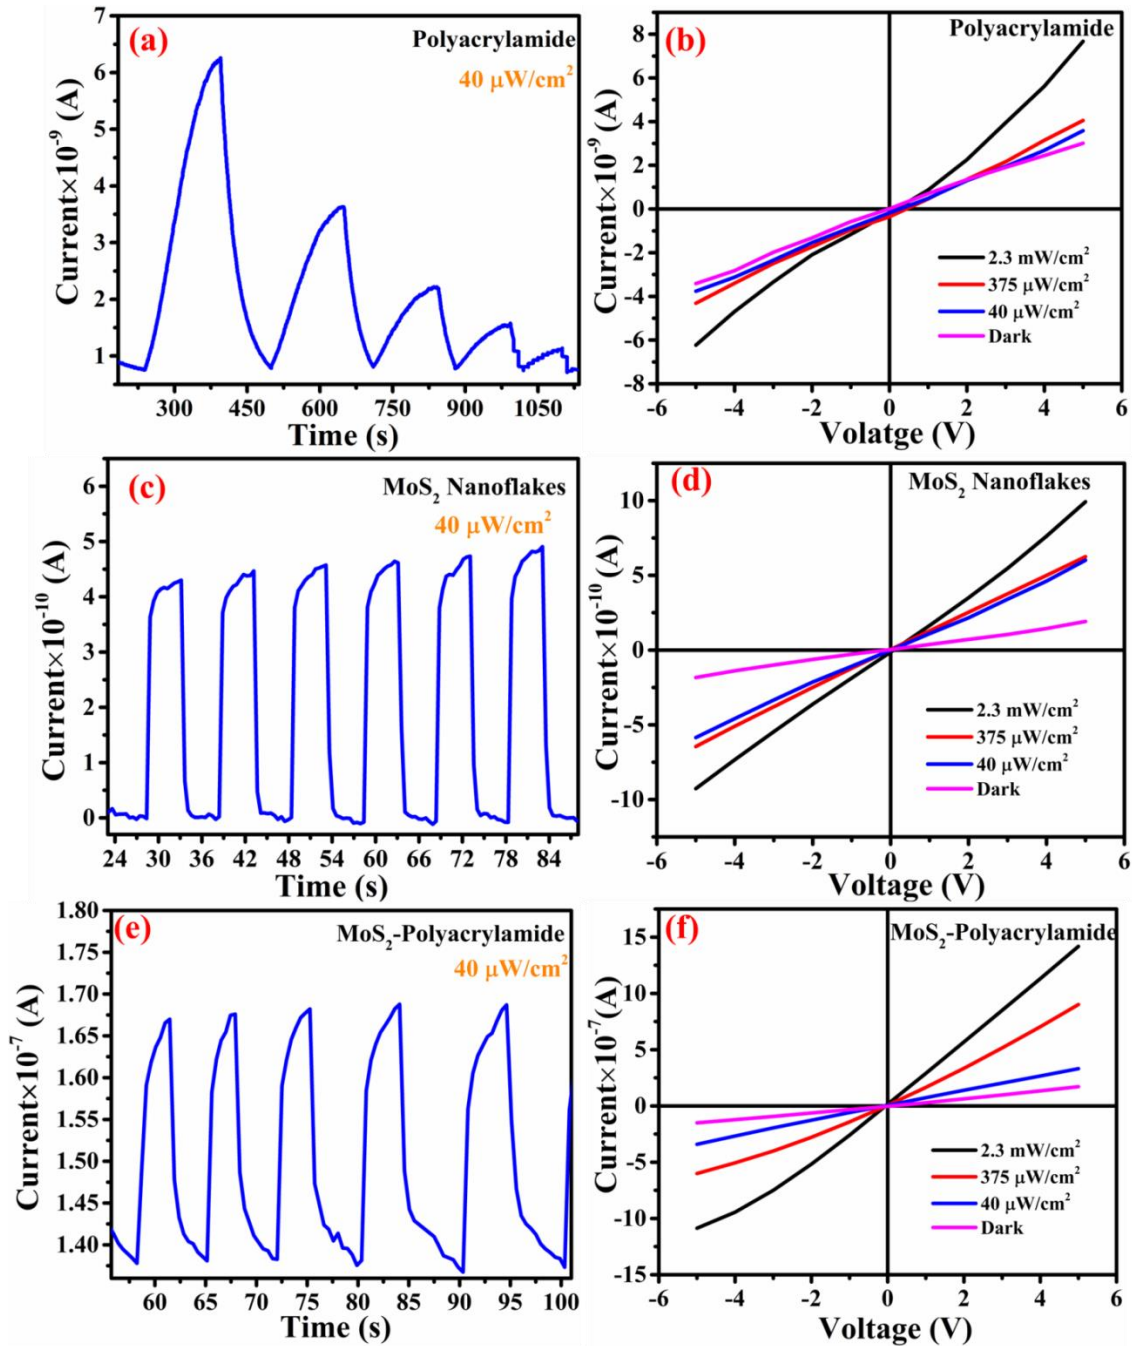 (a)
Polyacrylamide
40 μW/cm²
Current×10⁻⁹ (A)
7
6
5
4
3
2
1
300 450 600 750 900 1050
Time (s)
(b)
Polyacrylamide
Current×10⁻⁹ (A)
8
6
4
2
0
-2
-4
-6
-8
2.3 mW/cm²
375 μW/cm²
40 μW/cm²
Dark
-6 -4 -2 0 2 4 6
Volatge (V)
(c)
MoS₂ Nanoflakes
40 μW/cm²
Current×10⁻¹⁰ (A)
6
5
4
3
2
1
0
24 30 36 42 48 54 60 66 72 78 84
Time (s)
(d)
MoS₂ Nanoflakes
Current×10⁻¹⁰ (A)
10
5
0
-5
-10
2.3 mW/cm²
375 μW/cm²
40 μW/cm²
Dark
-6 -4 -2 0 2 4 6
Voltage (V)
(e)
MoS₂-Polyacrylamide
40 μW/cm²
Current×10⁻⁷ (A)
1.80
1.70
1.60
1.50
1.40
60 65 70 75 80 85 90 95 100
Time (s)
(f)
MoS₂-Polyacrylamide
Current×10⁻⁷(A)
15
10
5
0
-5
-10
-15
2.3 mW/cm²
375 μW/cm²
40 μW/cm²
Dark
-6 -4 -2 0 2 4 6
Voltage (V)